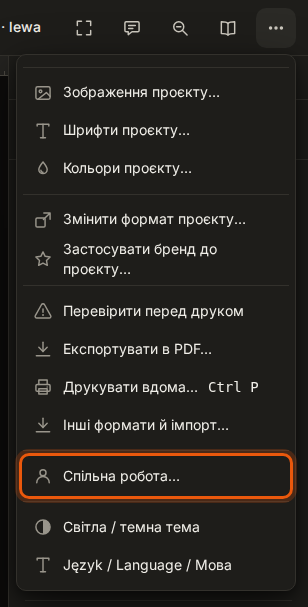 · Iewa
Зображення проєкту...
Шрифти проєкту...
Кольори проєкту...
Змінити формат проєкту...
Застосувати бренд до
проєкту...
Перевірити перед друком
Експортувати в PDF...
Друкувати вдома... Ctrl P
Інші формати й імпорт...
Спільна робота...
Світла / темна тема
Język / Language / Мова